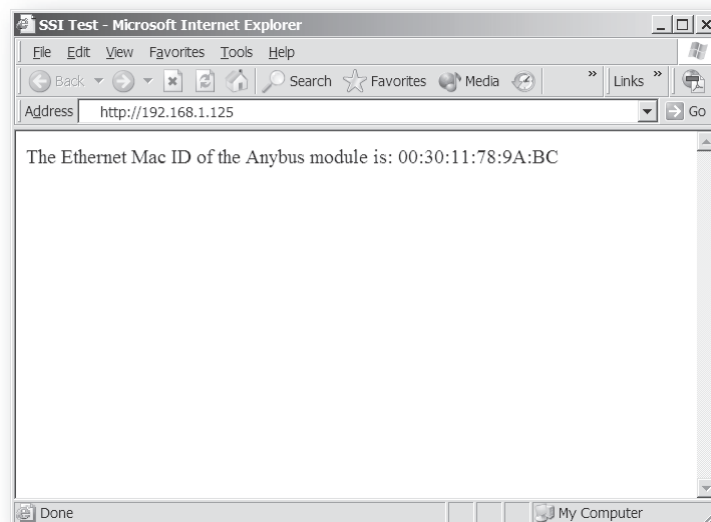 SSI Test - Microsoft Internet Explorer
File Edit View Favorites Tools Help
Back Search Favorites Media » Links »
Address http://192.168.1.125 Go
The Ethernet Mac ID of the Anybus module is: 00:30:11:78:9A:BC
Done My Computer